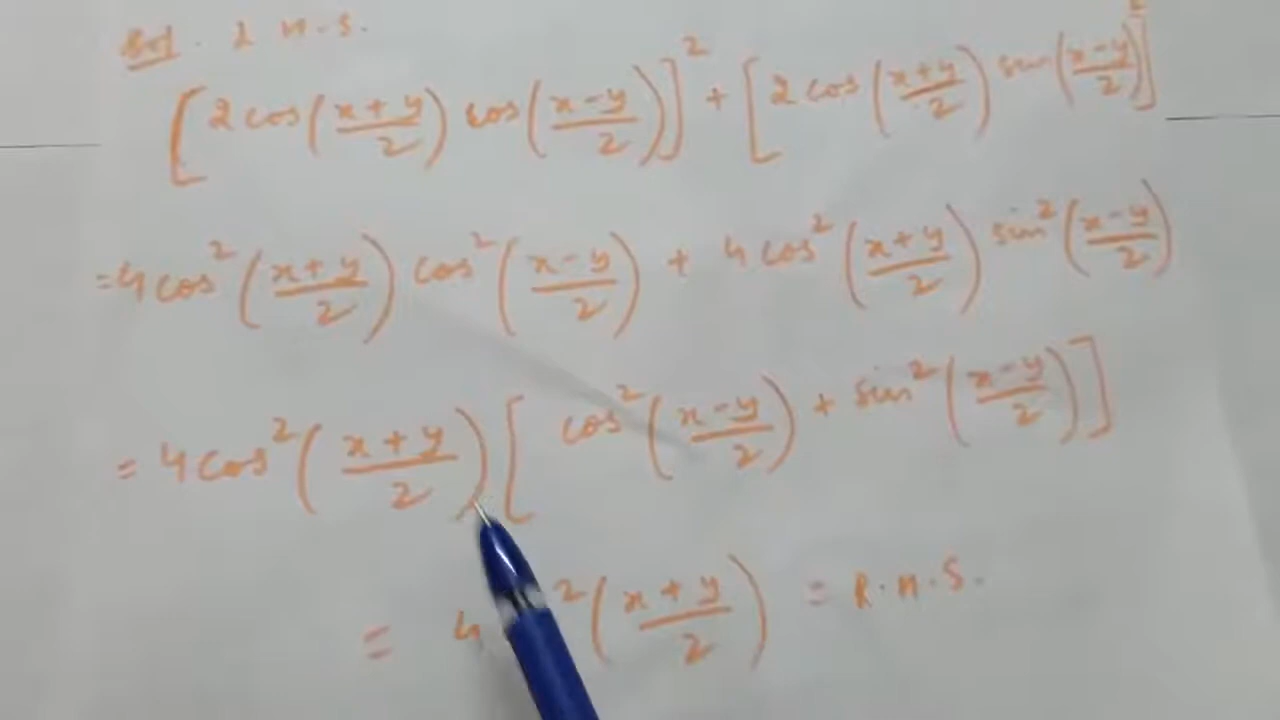 Sol. L H.S.
[2cos((x+y)/2) cos((x-y)/2)]² + [2cos((x+y)/2) sin((x-y)/2)]²
=4cos²((x+y)/2) cos²((x-y)/2) + 4cos²((x+y)/2) sin²((x-y)/2)
= 4cos²((x+y)/2) [cos²((x-y)/2) + sin²((x-y)/2)]
= 4 ²((x+y)/2) = R.H.S.